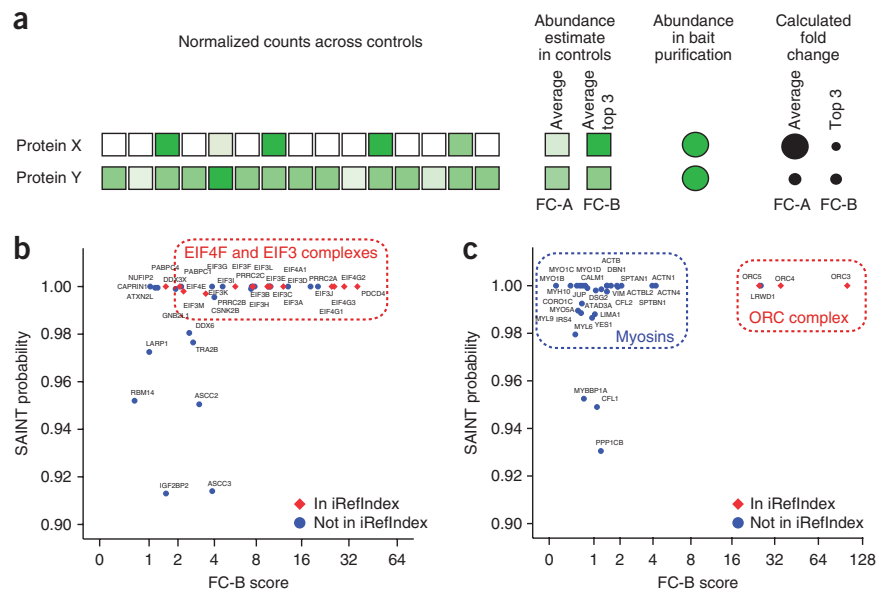 a
Normalized counts across controls
Abundance
estimate
in controls
Abundance
in bait
purification
Calculated
fold
change
Average
Average
top 3
Average
Top 3
Protein X
Protein Y
FC-A
FC-B
FC-A
FC-B
b
EIF4F and EIF3 complexes
PABPC4
NUFIP2
DDX3X
PABPC1
EIF3G
EIF3F
EIF3L
EIF4A1
CAPRIN1
EIF4E
EIF3I
PRRC2C
EIF3E
EIF3D
PRRC2A
EIF4G2
ATXN2L
EIF3K
EIF3B
EIF3C
EIF3J
PDCD4
EIF3M
PRRC2B
EIF3H
EIF3A
EIF4G3
GNB2L1
CSNK2B
EIF4G1
DDX6
LARP1
TRA2B
RBM14
ASCC2
IGF2BP2
ASCC3
1.00
0.98
0.96
0.94
0.92
0.90
SAINT probability
In iRefIndex
Not in iRefIndex
0
1
2
4
8
16
32
64
FC-B score
c
ACTB
MYO1C
MYO1D
DBN1
MYO1B
CALM1
SPTAN1
ACTN1
MYH10
JUP
DSG2
VIM
ACTBL2
ACTN4
CORO1C
ATAD3A
CFL2
SPTBN1
MYO5A
LIMA1
MYL9
IRS4
YES1
MYL6
Myosins
ORC5
ORC4
ORC3
LRWD1
ORC complex
MYBBP1A
CFL1
PPP1CB
1.00
0.98
0.96
0.94
0.92
0.90
SAINT probability
In iRefIndex
Not in iRefIndex
0
1
2
4
8
16
32
64
128
FC-B score